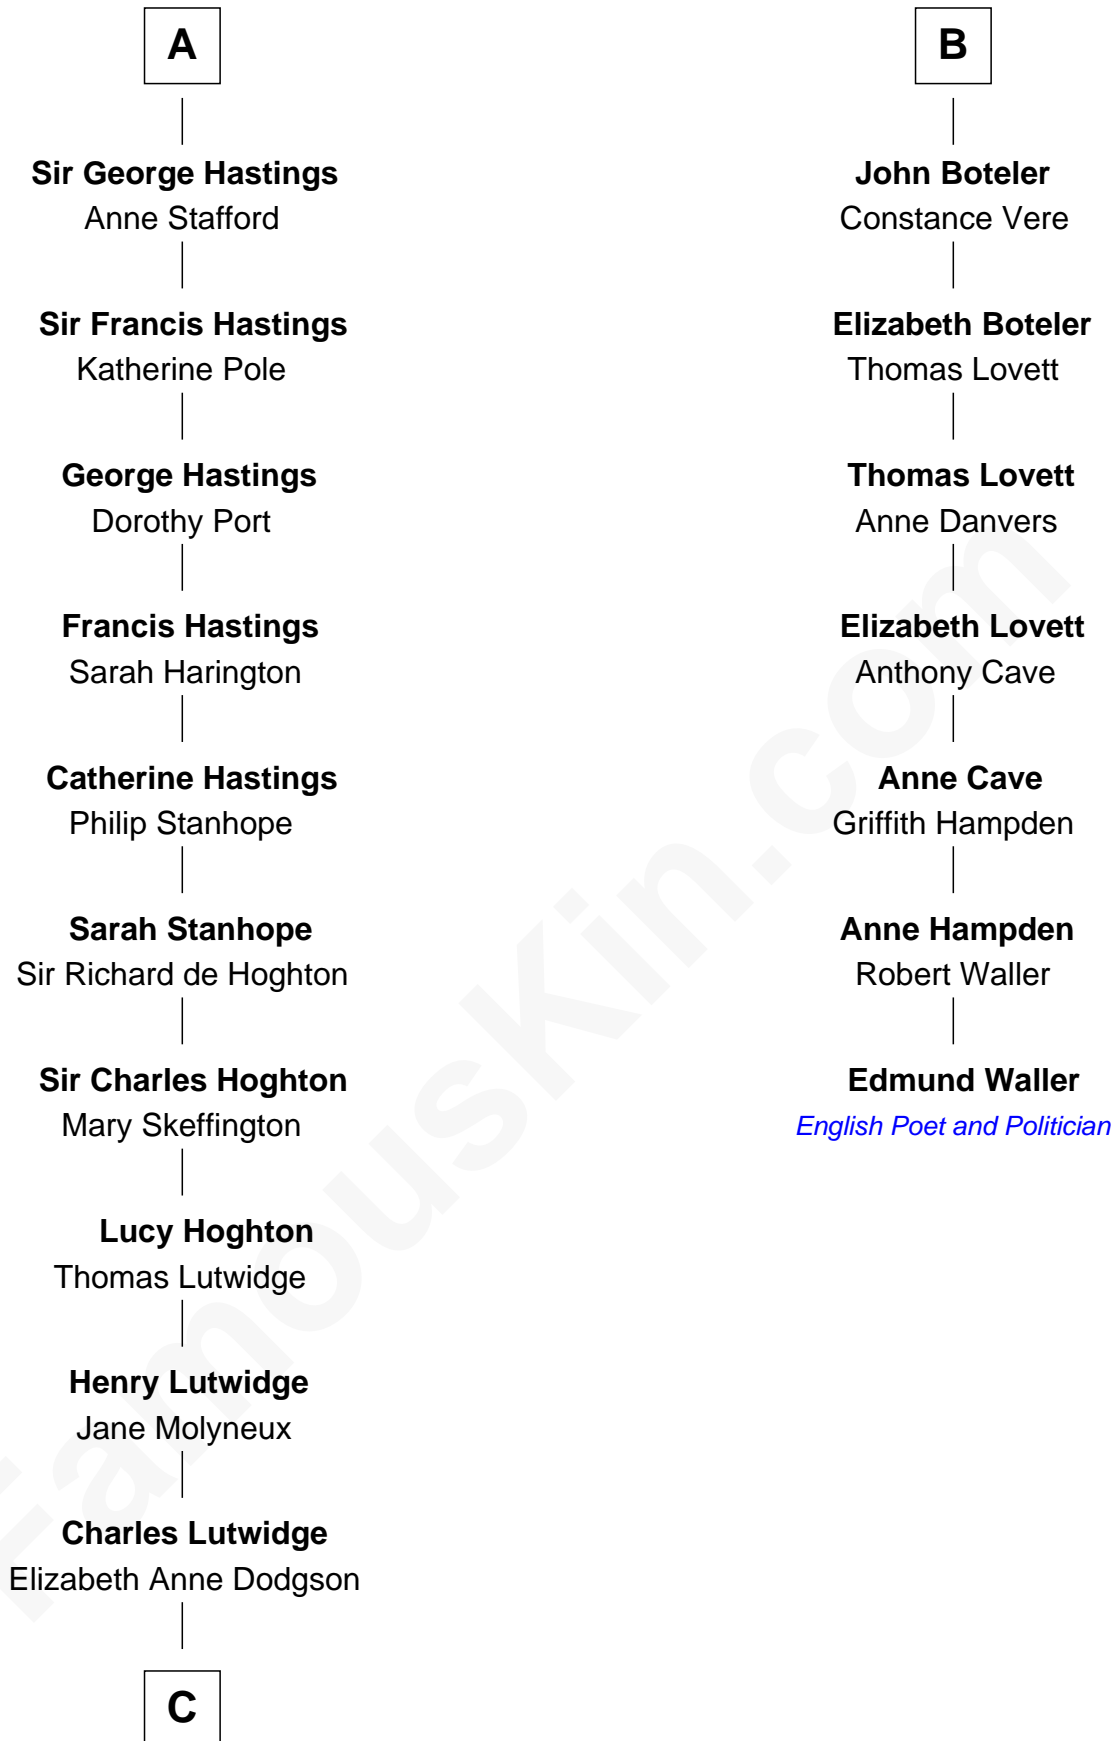 A
Sir George Hastings
Anne Stafford
Sir Francis Hastings
Katherine Pole
George Hastings
Dorothy Port
Francis Hastings
Sarah Harington
Catherine Hastings
Philip Stanhope
Sarah Stanhope
Sir Richard de Hoghton
Sir Charles Hoghton
Mary Skeffington
Lucy Hoghton
Thomas Lutwidge
Henry Lutwidge
Jane Molyneux
Charles Lutwidge
Elizabeth Anne Dodgson
C
B
John Boteler
Constance Vere
Elizabeth Boteler
Thomas Lovett
Thomas Lovett
Anne Danvers
Elizabeth Lovett
Anthony Cave
Anne Cave
Griffith Hampden
Anne Hampden
Robert Waller
Edmund Waller
English Poet and Politician
FamousKin.com